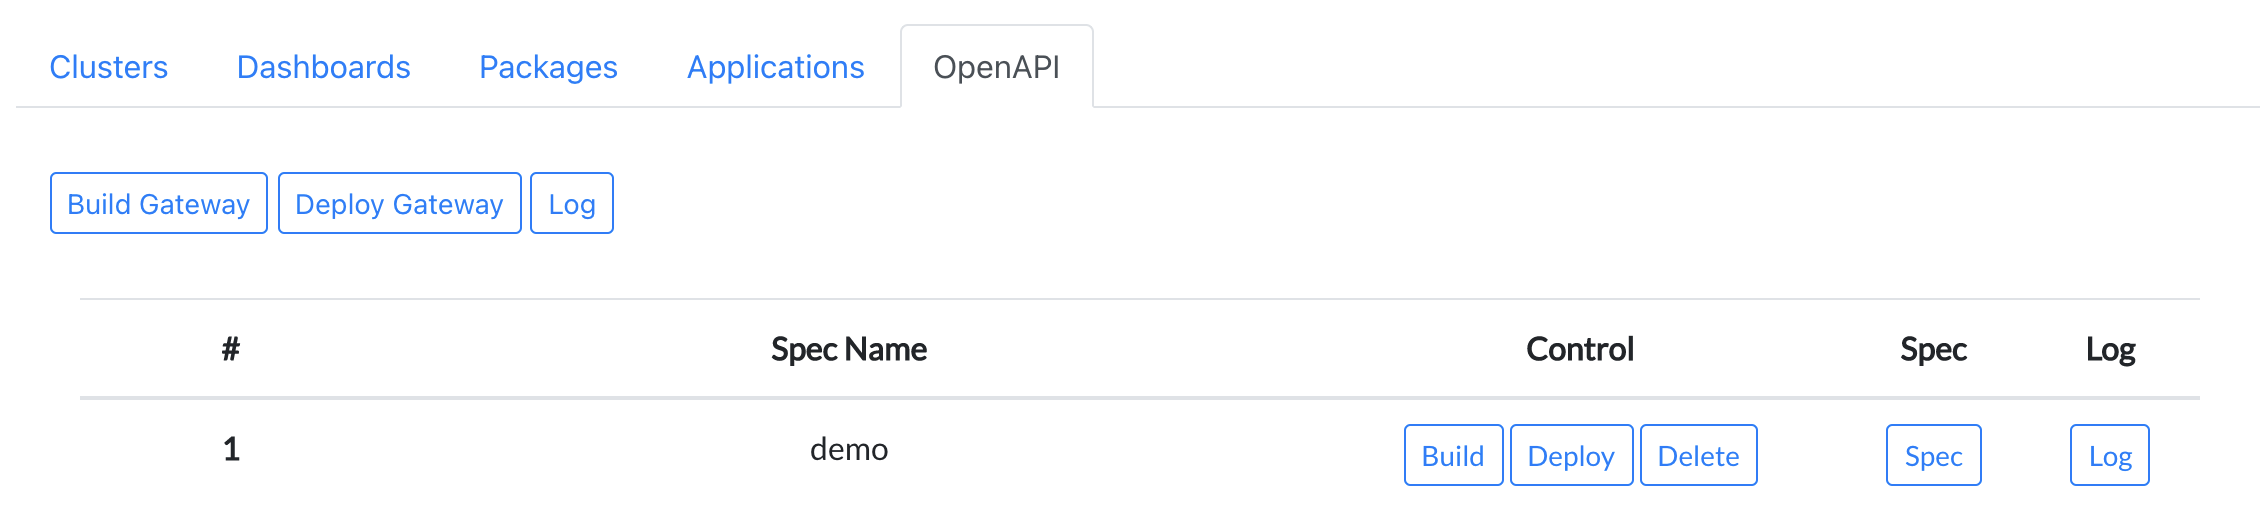 Clusters Dashboards Packages Applications OpenAPI
Build Gateway Deploy Gateway Log
# Spec Name Control Spec Log
1 demo Build Deploy Delete Spec Log